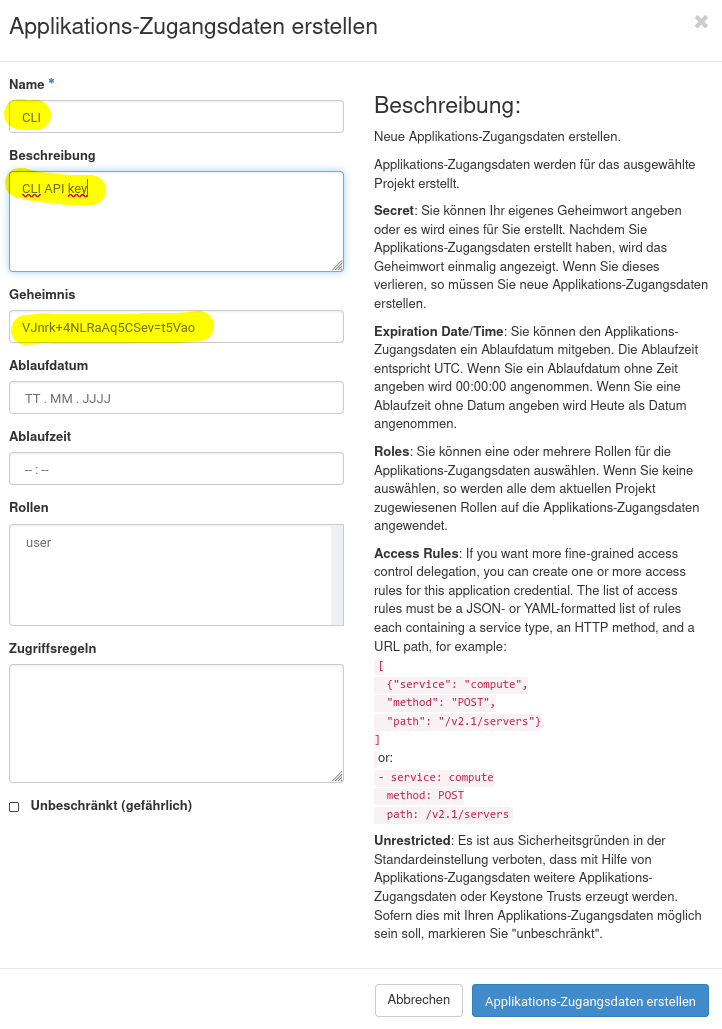 Applikations-Zugangsdaten erstellen
Name *
CLI
Beschreibung
CLI API key
Geheimnis
VJnrk+4NLRaAq5CSev=t5Vao
Ablaufdatum
TT . MM . JJJJ
Ablaufzeit
-- : --
Rollen
user
Zugriffsregeln
Unbeschränkt (gefährlich)
Beschreibung:
Neue Applikations-Zugangsdaten erstellen.
Applikations-Zugangsdaten werden für das ausgewählte
Projekt erstellt.
Secret: Sie können Ihr eigenes Geheimwort angeben
oder es wird eines für Sie erstellt. Nachdem Sie
Applikations-Zugangsdaten erstellt haben, wird das
Geheimwort einmalig angezeigt. Wenn Sie dieses
verlieren, so müssen Sie neue Applikations-Zugangsdaten
erstellen.
Expiration Date/Time: Sie können den Applikations-
Zugangsdaten ein Ablaufdatum mitgeben. Die Ablaufzeit
entspricht UTC. Wenn Sie ein Ablaufdatum ohne Zeit
angeben wird 00:00:00 angenommen. Wenn Sie eine
Ablaufzeit ohne Datum angeben wird Heute als Datum
angenommen.
Roles: Sie können eine oder mehrere Rollen für die
Applikations-Zugangsdaten auswählen. Wenn Sie keine
auswählen, so werden alle dem aktuellen Projekt
zugewiesenen Rollen auf die Applikations-Zugangsdaten
angewendet.
Access Rules: If you want more fine-grained access
control delegation, you can create one or more access
rules for this application credential. The list of access
rules must be a JSON- or YAML-formatted list of rules
each containing a service type, an HTTP method, and a
URL path, for example:
[
{"service": "compute",
"method": "POST",
"path": "/v2.1/servers"}
]
or:
- service: compute
method: POST
path: /v2.1/servers
Unrestricted: Es ist aus Sicherheitsgründen in der
Standardeinstellung verboten, dass mit Hilfe von
Applikations-Zugangsdaten weitere Applikations-
Zugangsdaten oder Keystone Trusts erzeugt werden.
Sofern dies mit Ihren Applikations-Zugangsdaten möglich
sein soll, markieren Sie "unbeschränkt".
Abbrechen
Applikations-Zugangsdaten erstellen